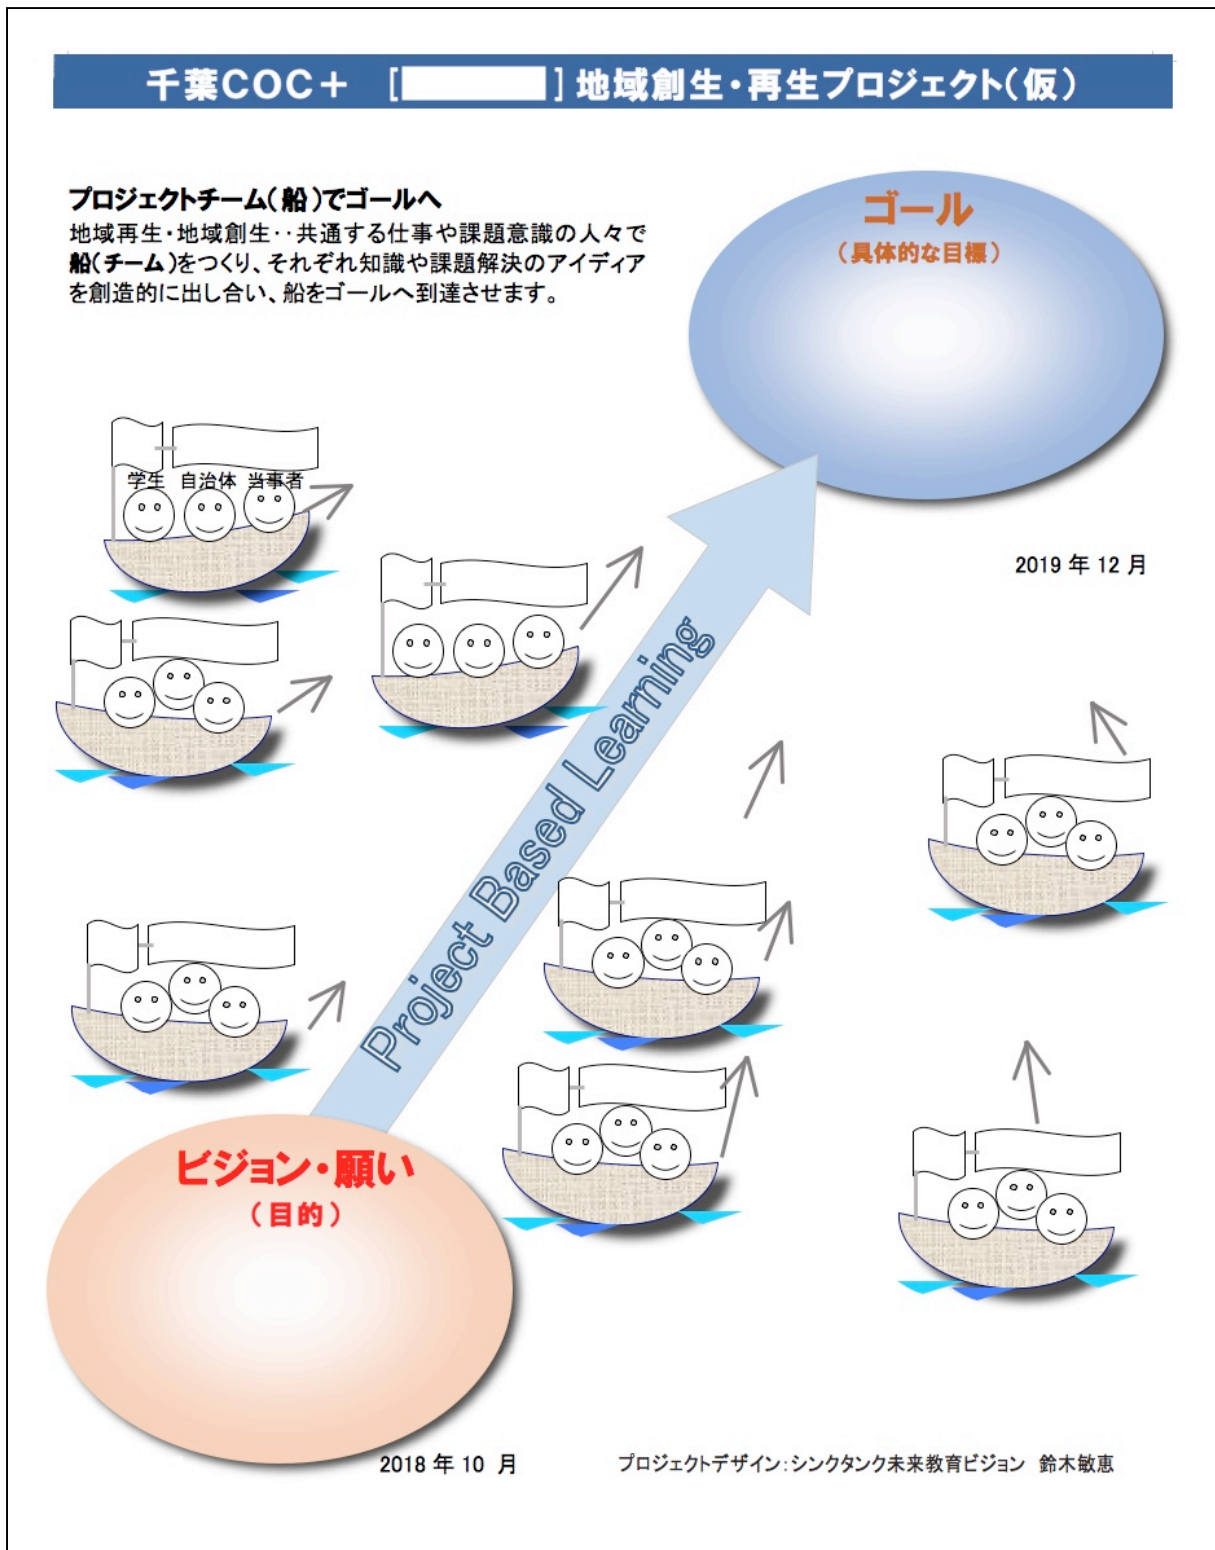 千葉COC＋　[　　　　]地域創生・再生プロジェクト(仮)
プロジェクトチーム(船)でゴールへ
地域再生・地域創生‥共通する仕事や課題意識の人々で
船(チーム)をつくり、それぞれ知識や課題解決のアイディア
を創造的に出し合い、船をゴールへ到達させます。
ゴール
(具体的な目標)
学生　自治体　当事者
2019 年 12 月
Project Based Learning
ビジョン・願い
(目的)
2018 年 10 月
プロジェクトデザイン：シンクタンク未来教育ビジョン　鈴木敏恵